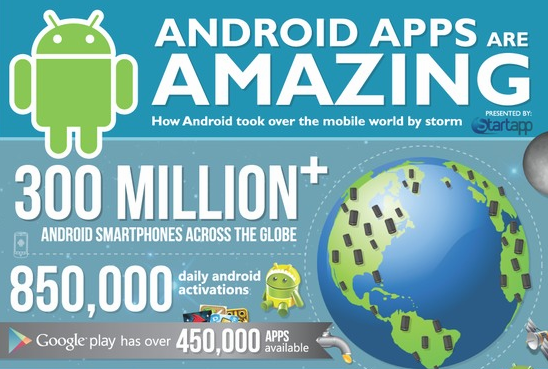 ANDROID APPS ARE
AMAZING
How Android took over the mobile world by storm
PRESENTED BY:
Startapp
300 MILLION+
ANDROID SMARTPHONES ACROSS THE GLOBE
850,000 daily android
activations
Google play has over 450,000 APPS
available